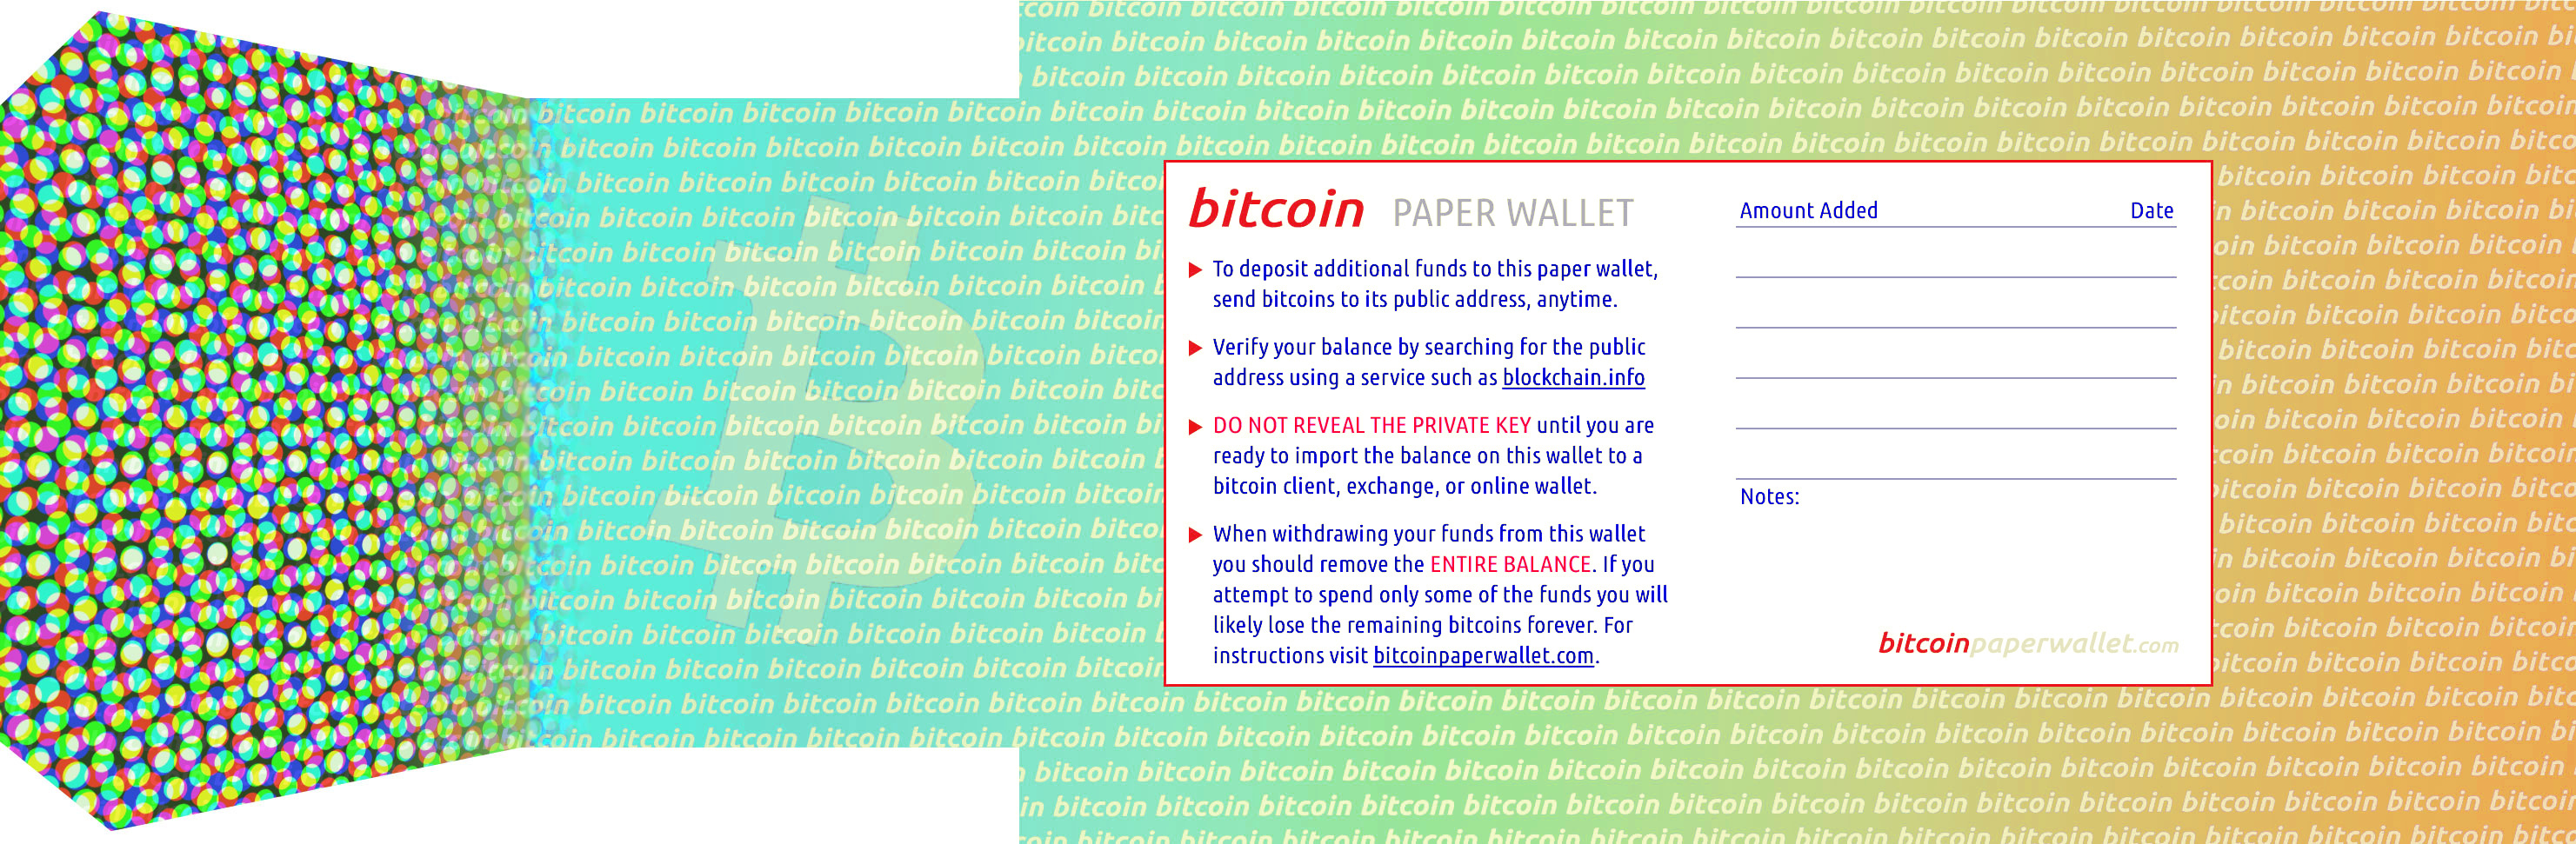 bitcoin PAPER WALLET
To deposit additional funds to this paper wallet,
send bitcoins to its public address, anytime.
Verify your balance by searching for the public
address using a service such as blockchain.info
DO NOT REVEAL THE PRIVATE KEY until you are
ready to import the balance on this wallet to a
bitcoin client, exchange, or online wallet.
When withdrawing your funds from this wallet
you should remove the ENTIRE BALANCE. If you
attempt to spend only some of the funds you will
likely lose the remaining bitcoins forever. For
instructions visit bitcoinpaperwallet.com.
Amount Added Date
Notes:
bitcoinpaperwallet.com